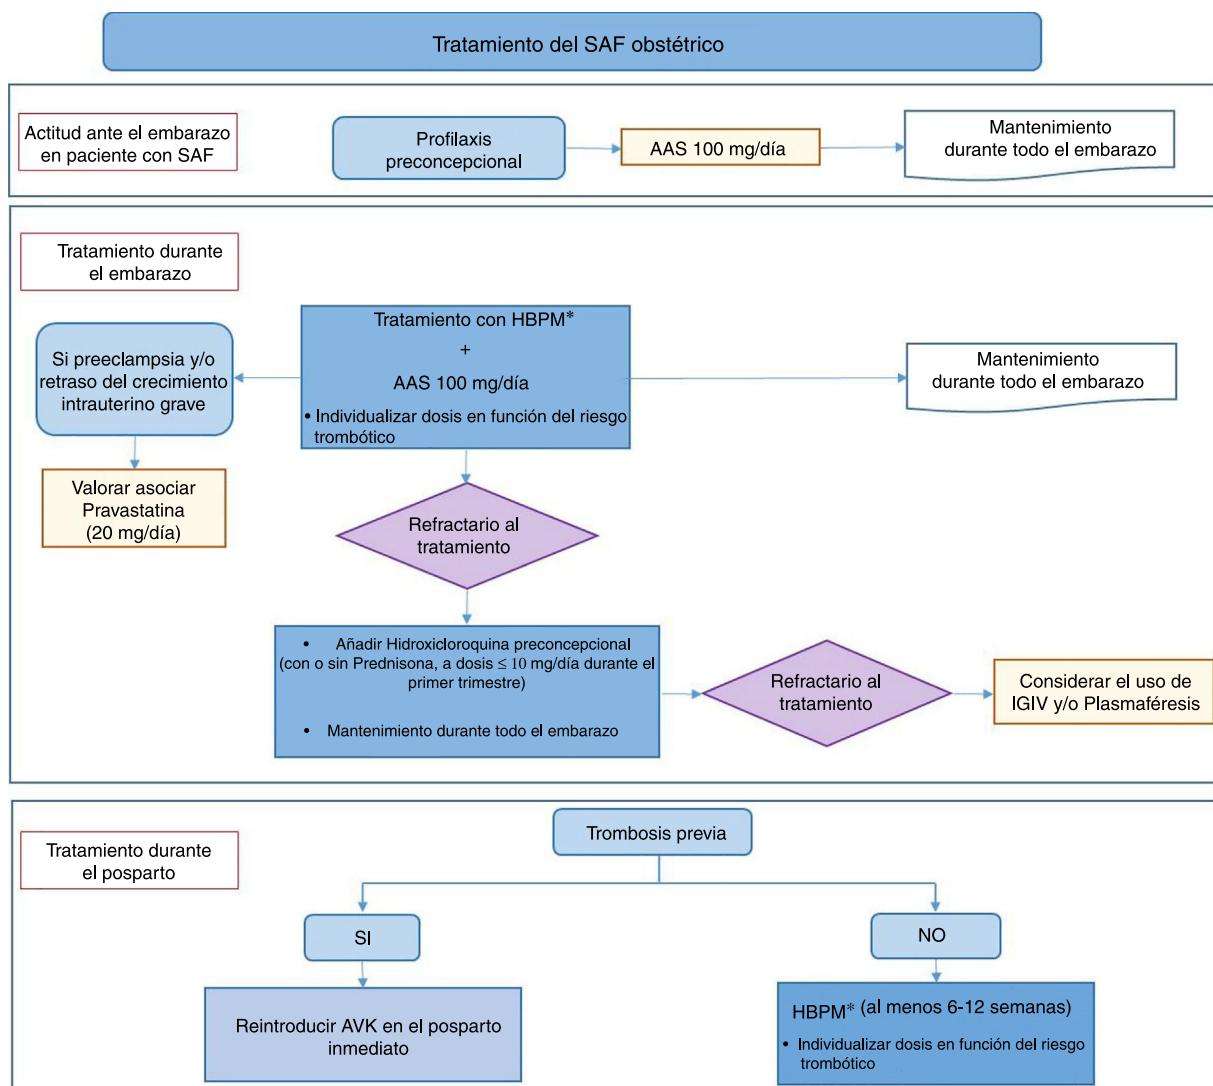 Tratamiento del SAF obstétrico
Actitud ante el embarazo
en paciente con SAF
Profilaxis
preconcepcional
AAS 100 mg/día
Mantenimiento
durante todo el embarazo
Tratamiento durante
el embarazo
Si preeclampsia y/o
retraso del crecimiento
intrauterino grave
Tratamiento con HBPM*
+
AAS 100 mg/día
• Individualizar dosis en función del riesgo
trombótico
Mantenimiento
durante todo el embarazo
Valorar asociar
Pravastatina
(20 mg/día)
Refractario al
tratamiento
• Añadir Hidroxicloroquina preconcepcional
(con o sin Prednisona, a dosis ≤ 10 mg/día durante el
primer trimestre)
• Mantenimiento durante todo el embarazo
Refractario al
tratamiento
Considerar el uso de
IGIV y/o Plasmaféresis
Tratamiento durante
el posparto
Trombosis previa
SI
NO
Reintroducir AVK en el posparto
inmediato
HBPM* (al menos 6-12 semanas)
• Individualizar dosis en función del riesgo
trombótico